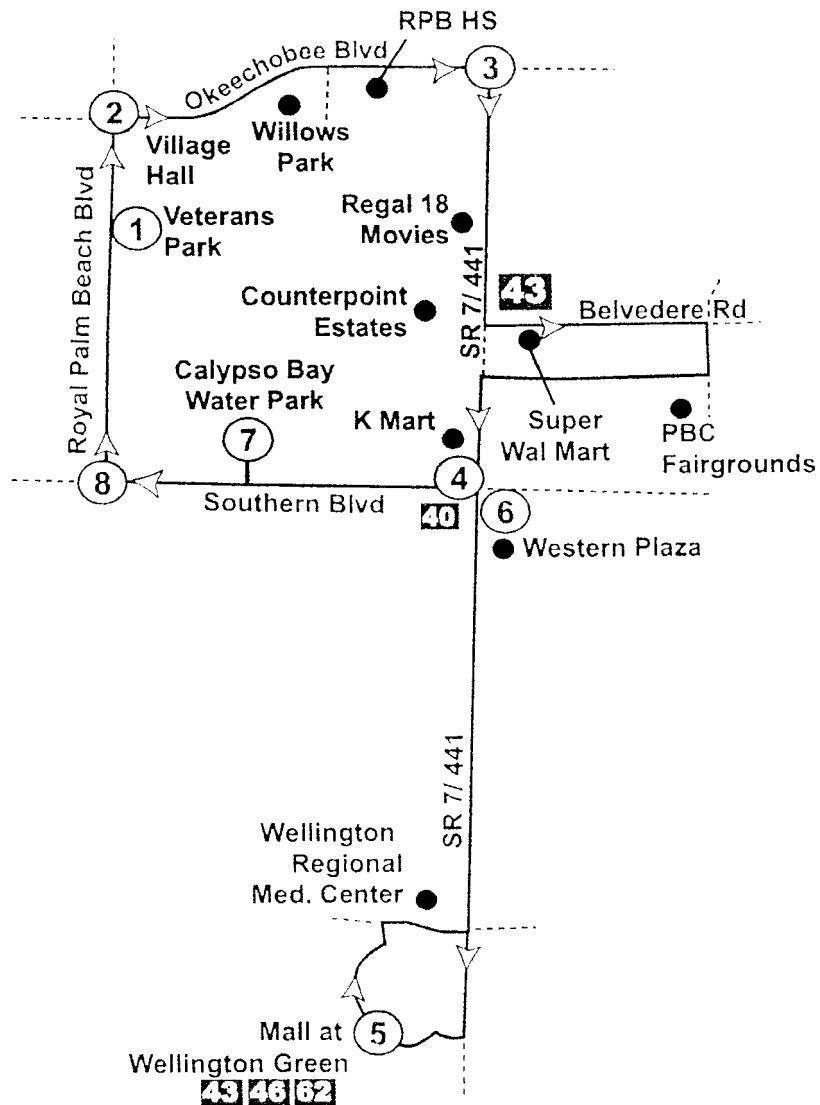 RPB HS
Okeechobee Blvd
3
2
Village
Hall
Willows
Park
Royal Palm Beach Blvd
1
Veterans
Park
Regal 18
Movies
SR 7/ 441
43
Belvedere Rd
Counterpoint
Estates
Calypso Bay
Water Park
7
K Mart
Super
Wal Mart
PBC
Fairgrounds
8
Southern Blvd
4
40
6
Western Plaza
SR 7/ 441
Wellington
Regional
Med. Center
5
Mall at
Wellington Green
43 46 62